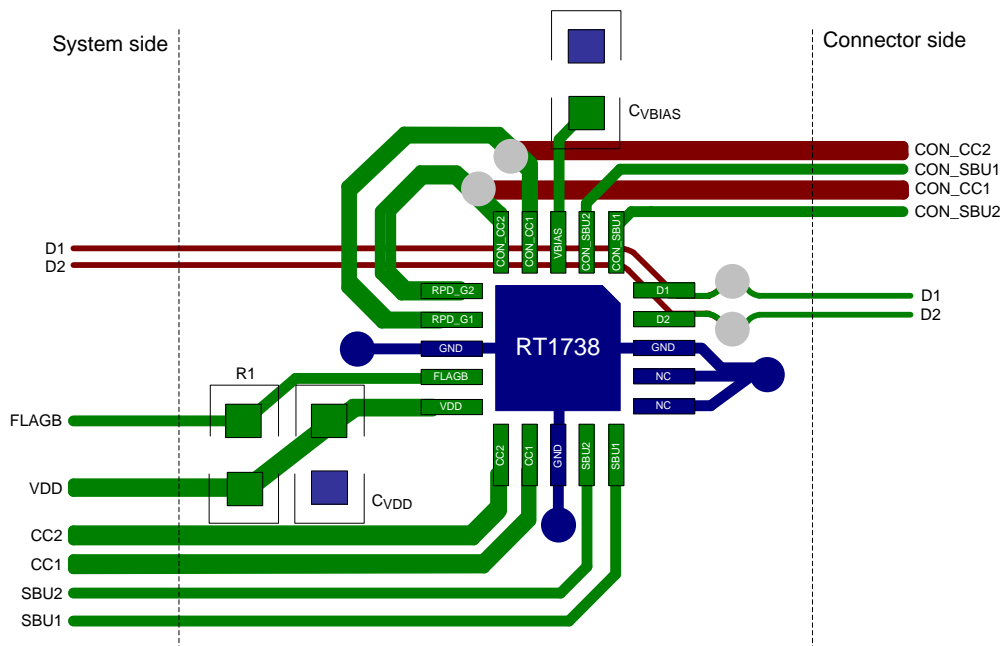 System side
Connector side
CVBIAS
CON_CC2
CON_SBU1
CON_CC1
CON_SBU2
CON_CC2
CON_CC1
VBIAS
CON_SBU2
CON_SBU1
D1
D2
RPD_G2
RPD_G1
GND
FLAGB
VDD
RT1738
D1
D2
GND
NC
NC
D1
D2
R1
FLAGB
VDD
CVDD
CC2
CC1
GND
SBU2
SBU1
CC2
CC1
SBU2
SBU1